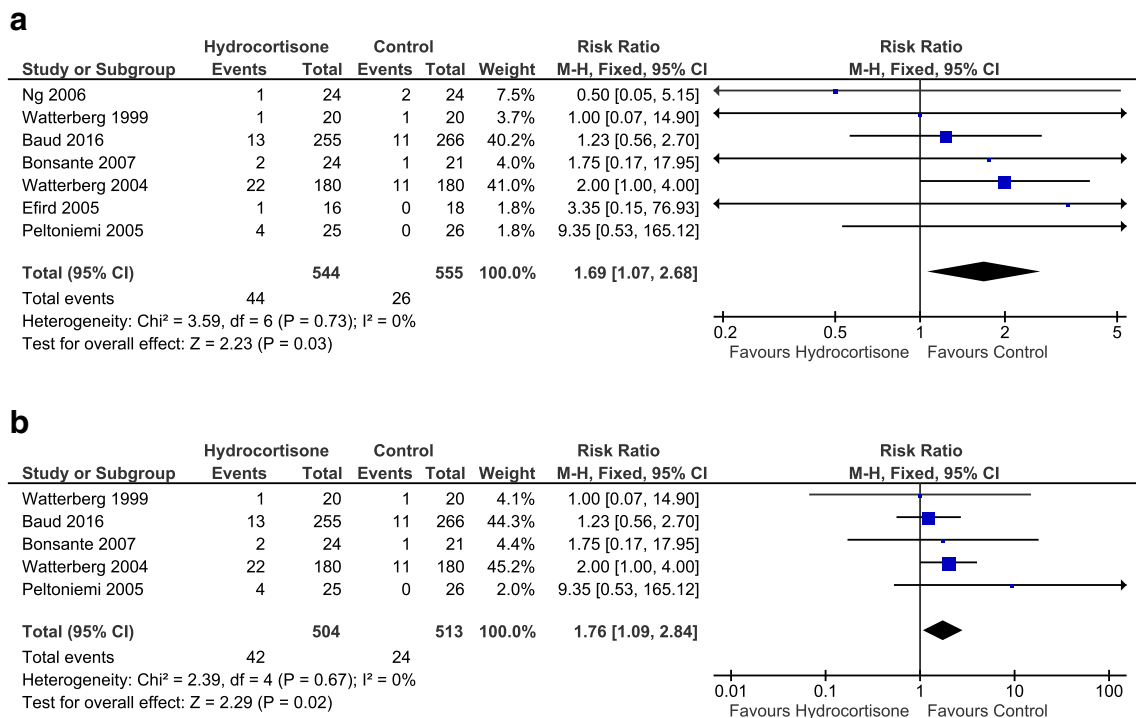 a
Hydrocortisone Control Risk Ratio Risk Ratio
Study or Subgroup Events Total Events Total Weight M-H, Fixed, 95% CI M-H, Fixed, 95% CI
Ng 2006 1 24 2 24 7.5% 0.50 [0.05, 5.15]
Watterberg 1999 1 20 1 20 3.7% 1.00 [0.07, 14.90]
Baud 2016 13 255 11 266 40.2% 1.23 [0.56, 2.70]
Bonsante 2007 2 24 1 21 4.0% 1.75 [0.17, 17.95]
Watterberg 2004 22 180 11 180 41.0% 2.00 [1.00, 4.00]
Efird 2005 1 16 0 18 1.8% 3.35 [0.15, 76.93]
Peltoniemi 2005 4 25 0 26 1.8% 9.35 [0.53, 165.12]
Total (95% CI) 544 555 100.0% 1.69 [1.07, 2.68]
Total events 44 26
Heterogeneity: Chi² = 3.59, df = 6 (P = 0.73); I² = 0%
Test for overall effect: Z = 2.23 (P = 0.03)
0.2 0.5 1 2 5
Favours Hydrocortisone Favours Control
b
Hydrocortisone Control Risk Ratio Risk Ratio
Study or Subgroup Events Total Events Total Weight M-H, Fixed, 95% CI M-H, Fixed, 95% CI
Watterberg 1999 1 20 1 20 4.1% 1.00 [0.07, 14.90]
Baud 2016 13 255 11 266 44.3% 1.23 [0.56, 2.70]
Bonsante 2007 2 24 1 21 4.4% 1.75 [0.17, 17.95]
Watterberg 2004 22 180 11 180 45.2% 2.00 [1.00, 4.00]
Peltoniemi 2005 4 25 0 26 2.0% 9.35 [0.53, 165.12]
Total (95% CI) 504 513 100.0% 1.76 [1.09, 2.84]
Total events 42 24
Heterogeneity: Chi² = 2.39, df = 4 (P = 0.67); I² = 0%
Test for overall effect: Z = 2.29 (P = 0.02)
0.01 0.1 1 10 100
Favours Hydrocortisone Favours Control